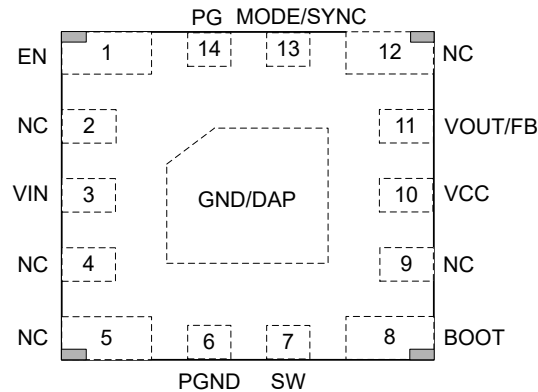 PG MODE/SYNC
EN 1 14 13 12 NC
NC 2 11 VOUT/FB
VIN 3 GND/DAP 10 VCC
NC 4 9 NC
NC 5 6 7 8 BOOT
PGND SW